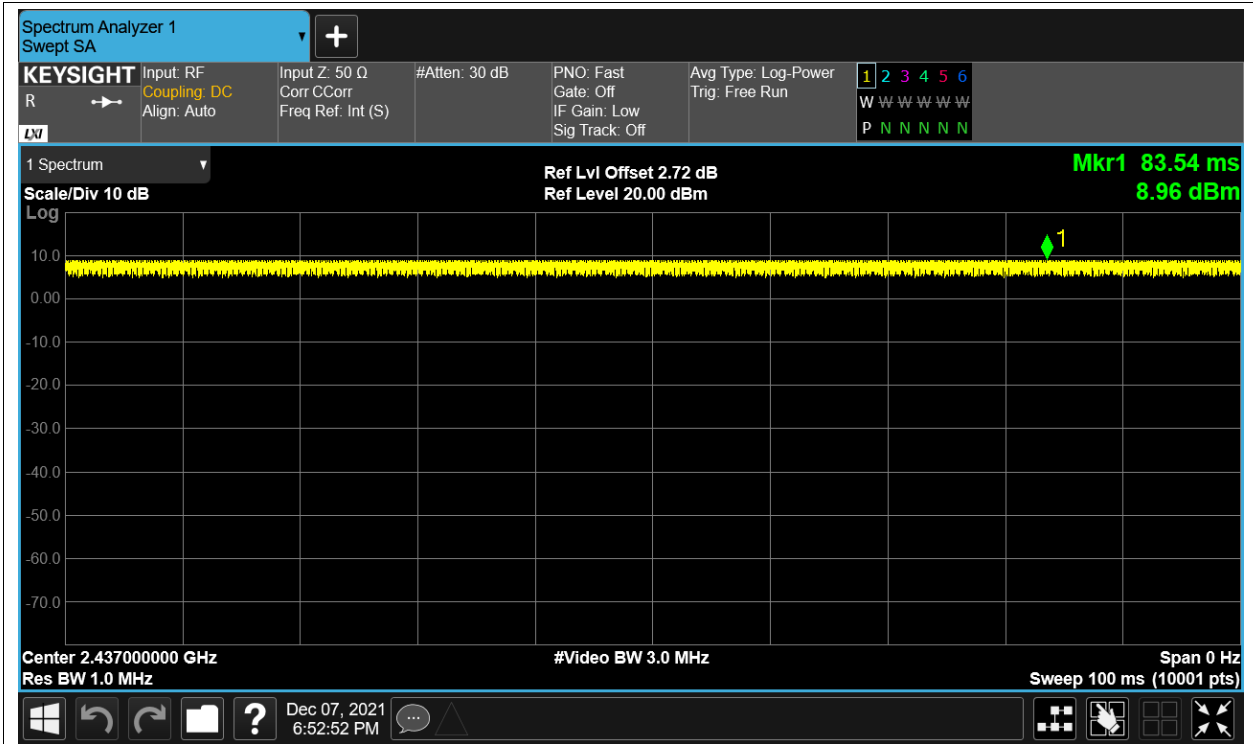 Spectrum Analyzer 1
Swept SA
KEYSIGHT
R
LXI
Input: RF
Coupling: DC
Align: Auto
Input Z: 50 Ω
Corr CCorr
Freq Ref: Int (S)
#Atten: 30 dB
PNO: Fast
Gate: Off
IF Gain: Low
Sig Track: Off
Avg Type: Log-Power
Trig: Free Run
1 2 3 4 5 6
W W W W W W
P N N N N N
1 Spectrum
Scale/Div 10 dB
Ref Lvl Offset 2.72 dB
Ref Level 20.00 dBm
Mkr1 83.54 ms
8.96 dBm
Log
1
10.0
0.00
-10.0
-20.0
-30.0
-40.0
-50.0
-60.0
-70.0
Center 2.437000000 GHz
#Video BW 3.0 MHz
Span 0 Hz
Res BW 1.0 MHz
Sweep 100 ms (10001 pts)
?
Dec 07, 2021
6:52:52 PM